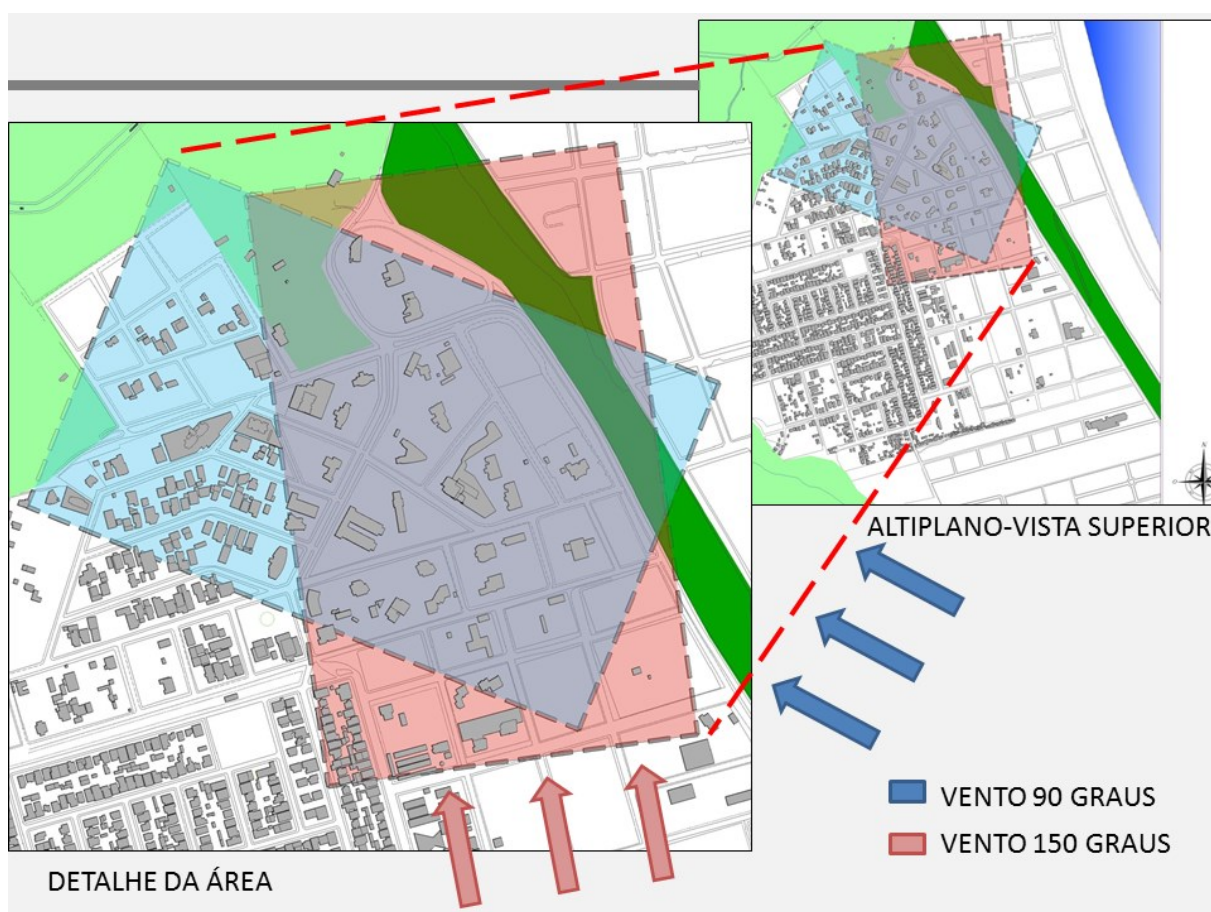 N
ALTIPLANO-VISTA SUPERIOR
VENTO 90 GRAUS
VENTO 150 GRAUS
DETALHE DA ÁREA